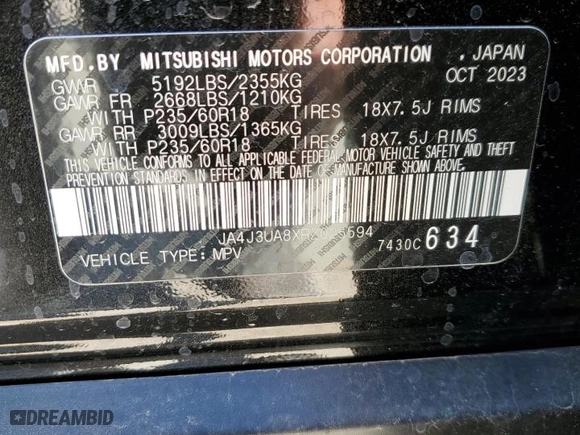 MFD.BY MITSUBISHI MOTORS CORPORATION . JAPAN
GVWR 5192LBS/2355KG OCT 2023
GAWR FR 2668LBS/1210KG
WITH P235/60R18 TIRES 18X7.5J RIMS
GAWR RR 3009LBS/1365KG
WITH P235/60R18 TIRES 18X7.5J RIMS
THIS VEHICLE CONFORMS TO ALL APPLICABLE FEDERAL MOTOR VEHICLE SAFETY AND THEFT
PREVENTION STANDARDS IN EFFECT ON THE DATE OF MANUFACTURE SHOWN ABOVE.
VEHICLE TYPE:MPV 7430C 634
DREAMBID